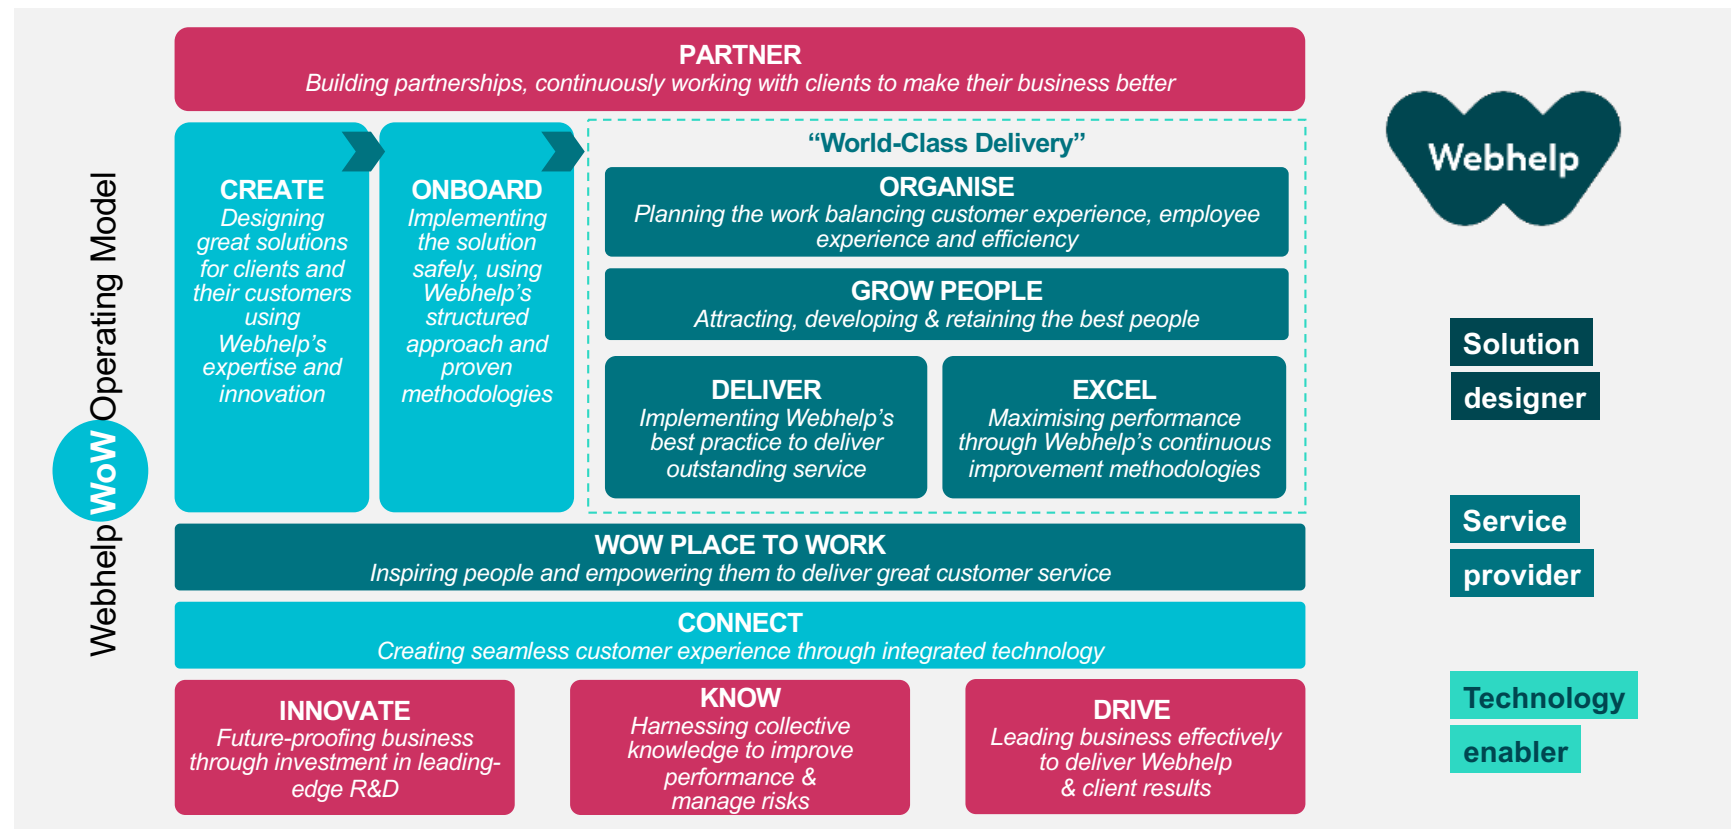 PARTNER
Building partnerships, continuously working with clients to make their business better
Webhelp WoW Operating Model
CREATE
Designing
great solutions
for clients and
their customers
using
Webhelp’s
expertise and
innovation
ONBOARD
Implementing
the solution
safely, using
Webhelp’s
structured
approach and
proven
methodologies
“World-Class Delivery”
ORGANISE
Planning the work balancing customer experience, employee
experience and efficiency
GROW PEOPLE
Attracting, developing & retaining the best people
DELIVER
Implementing Webhelp’s
best practice to deliver
outstanding service
EXCEL
Maximising performance
through Webhelp’s continuous
improvement methodologies
WOW PLACE TO WORK
Inspiring people and empowering them to deliver great customer service
CONNECT
Creating seamless customer experience through integrated technology
INNOVATE
Future-proofing business
through investment in leading-
edge R&D
KNOW
Harnessing collective
knowledge to improve
performance &
manage risks
DRIVE
Leading business effectively
to deliver Webhelp
& client results
Webhelp
Solution
designer
Service
provider
Technology
enabler